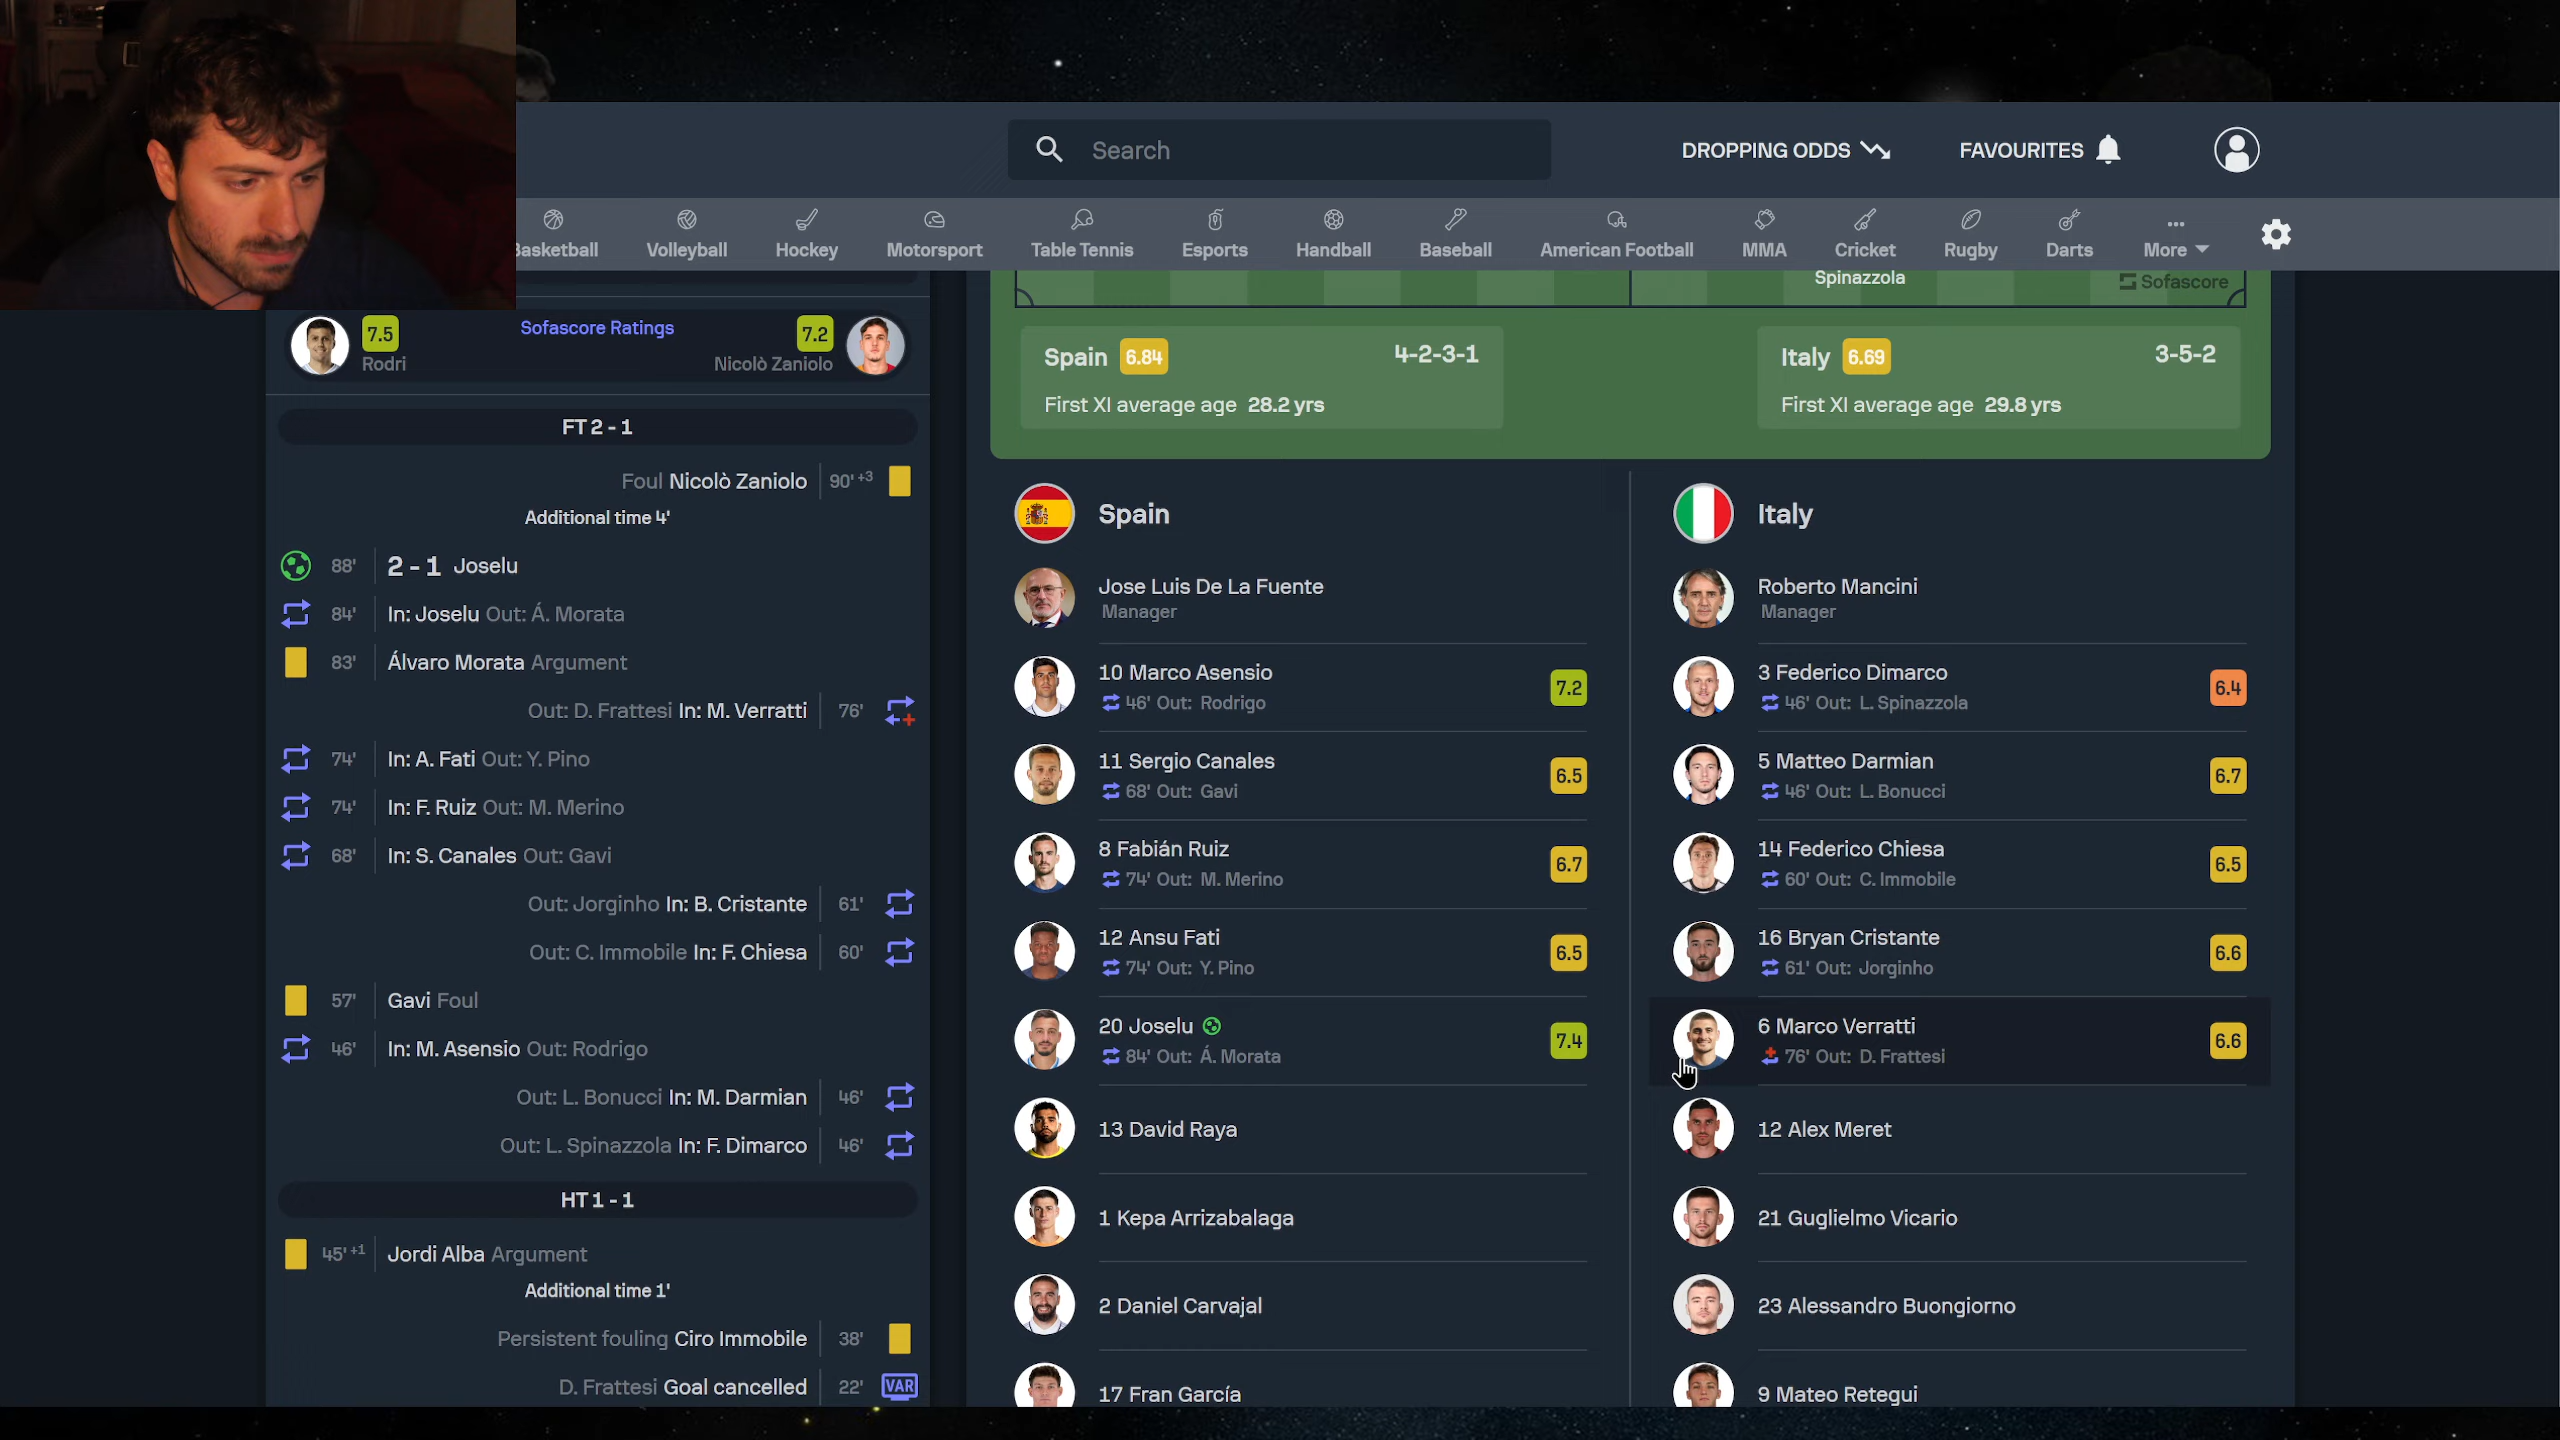 Search
DROPPING ODDS
FAVOURITES
Basketball
Volleyball
Hockey
Motorsport
Table Tennis
Esports
Handball
Baseball
American Football
MMA
Cricket
Rugby
Darts
More
7.5
Rodri
Sofascore Ratings
7.2
Nicolò Zaniolo
FT 2 - 1
Foul Nicolò Zaniolo 90' +3
Additional time 4'
88' 2 - 1 Joselu
84' In: Joselu Out: Á. Morata
83' Álvaro Morata Argument
Out: D. Frattesi In: M. Verratti 76'
74' In: A. Fati Out: Y. Pino
74' In: F. Ruiz Out: M. Merino
68' In: S. Canales Out: Gavi
Out: Jorginho In: B. Cristante 61'
Out: C. Immobile In: F. Chiesa 60'
57' Gavi Foul
46' In: M. Asensio Out: Rodrigo
Out: L. Bonucci In: M. Darmian 46'
Out: L. Spinazzola In: F. Dimarco 46'
HT 1 - 1
45' +1 Jordi Alba Argument
Additional time 1'
Persistent fouling Ciro Immobile 38'
D. Frattesi Goal cancelled 22' VAR
Spinazzola
Sofascore
Spain 6.84 4-2-3-1
First XI average age 28.2 yrs
Italy 6.69 3-5-2
First XI average age 29.8 yrs
Spain
Jose Luis De La Fuente
Manager
10 Marco Asensio
46' Out: Rodrigo
7.2
11 Sergio Canales
68' Out: Gavi
6.5
8 Fabián Ruiz
74' Out: M. Merino
6.7
12 Ansu Fati
74' Out: Y. Pino
6.5
20 Joselu
84' Out: Á. Morata
7.4
13 David Raya
1 Kepa Arrizabalaga
2 Daniel Carvajal
17 Fran García
Italy
Roberto Mancini
Manager
3 Federico Dimarco
46' Out: L. Spinazzola
6.4
5 Matteo Darmian
46' Out: L. Bonucci
6.7
14 Federico Chiesa
60' Out: C. Immobile
6.5
16 Bryan Cristante
61' Out: Jorginho
6.6
6 Marco Verratti
76' Out: D. Frattesi
6.6
12 Alex Meret
21 Guglielmo Vicario
23 Alessandro Buongiorno
9 Mateo Retegui